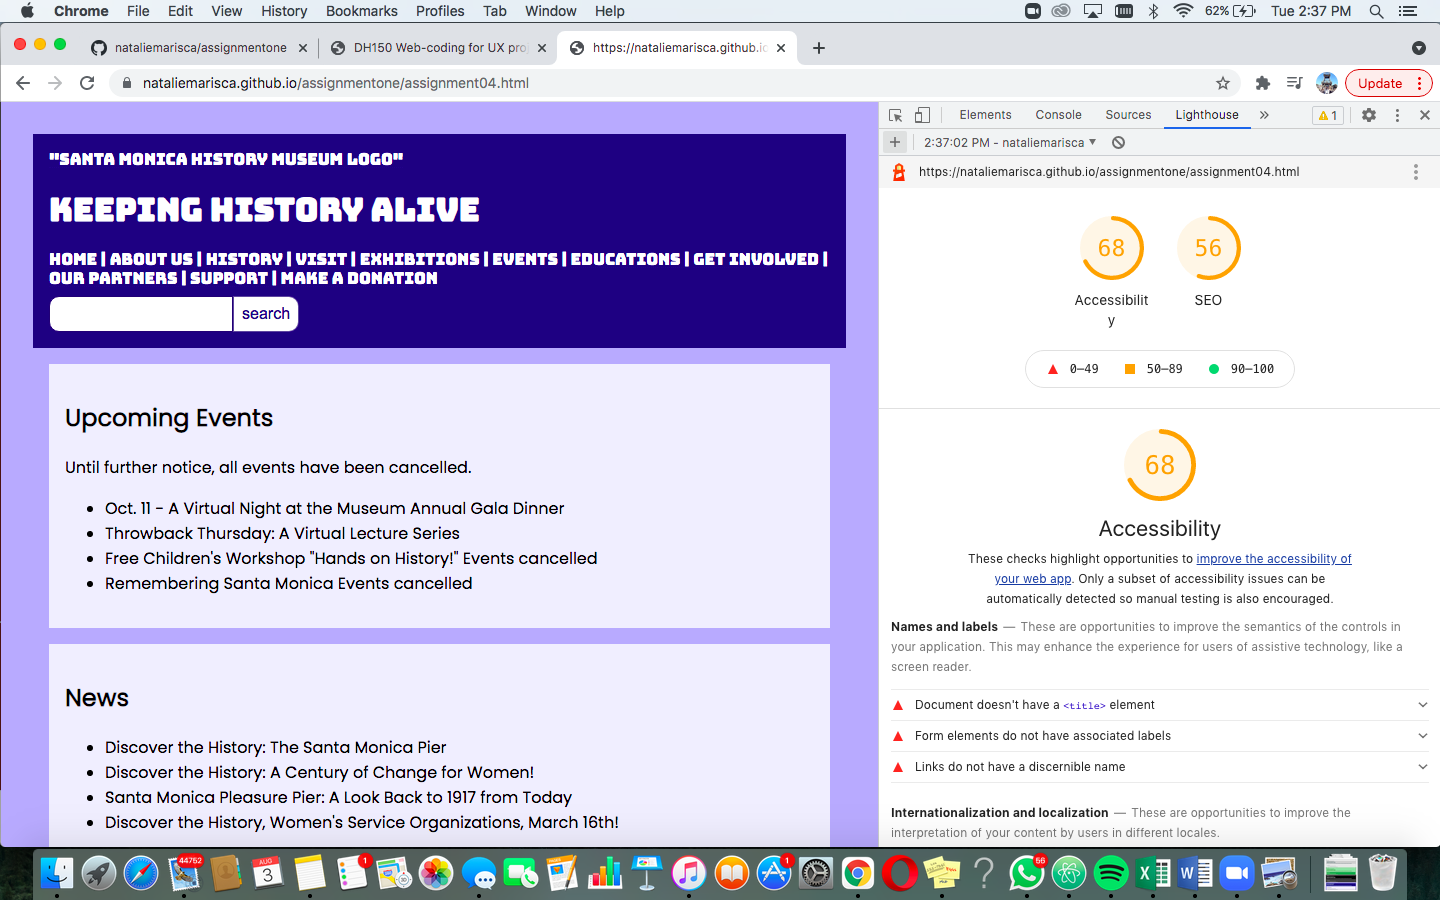 Chrome File Edit View History Bookmarks Profiles Tab Window Help 62% Tue 2:37 PM
nataliemarisca/assignmentone DH150 Web-coding for UX pro https://nataliemarisca.github.io
nataliemarisca.github.io/assignmentone/assignment04.html Update
Elements Console Sources Lighthouse 1
2:37:02 PM - nataliemarisca
https://nataliemarisca.github.io/assignmentone/assignment04.html
"SANTA MONICA HISTORY MUSEUM LOGO"
KEEPING HISTORY ALIVE
HOME | ABOUT US | HISTORY | VISIT | EXHIBITIONS | EVENTS | EDUCATIONS | GET INVOLVED |
OUR PARTNERS | SUPPORT | MAKE A DONATION
search
Upcoming Events
Until further notice, all events have been cancelled.
Oct. 11 - A Virtual Night at the Museum Annual Gala Dinner
Throwback Thursday: A Virtual Lecture Series
Free Children's Workshop "Hands on History!" Events cancelled
Remembering Santa Monica Events cancelled
News
Discover the History: The Santa Monica Pier
Discover the History: A Century of Change for Women!
Santa Monica Pleasure Pier: A Look Back to 1917 from Today
Discover the History, Women's Service Organizations, March 16th!
68 56
Accessibilit
y
SEO
0–49 50–89 90–100
68
Accessibility
These checks highlight opportunities to improve the accessibility of
your web app. Only a subset of accessibility issues can be
automatically detected so manual testing is also encouraged.
Names and labels — These are opportunities to improve the semantics of the controls in
your application. This may enhance the experience for users of assistive technology, like a
screen reader.
Document doesn't have a <title> element
Form elements do not have associated labels
Links do not have a discernible name
Internationalization and localization — These are opportunities to improve the
interpretation of your content by users in different locales.
44752 AUG 3 1 1 56